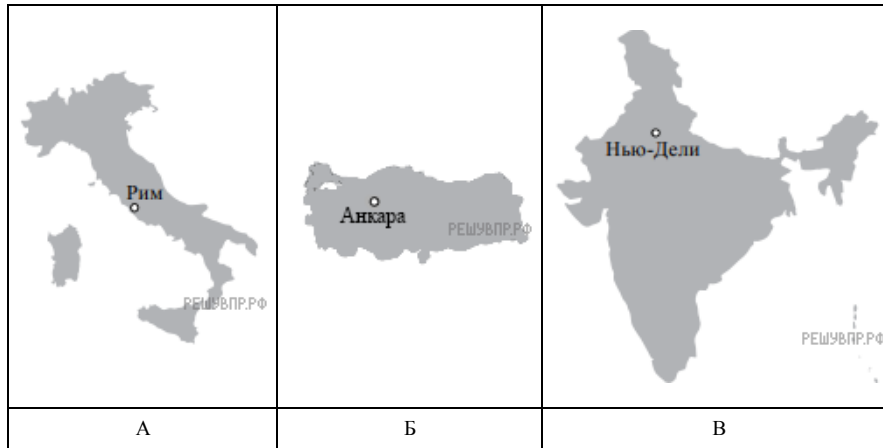 Рим
РЕШУВПР.РФ
Анкара
РЕШУВПР.РФ
Нью-Дели
РЕШУВПР.РФ
А
Б
В